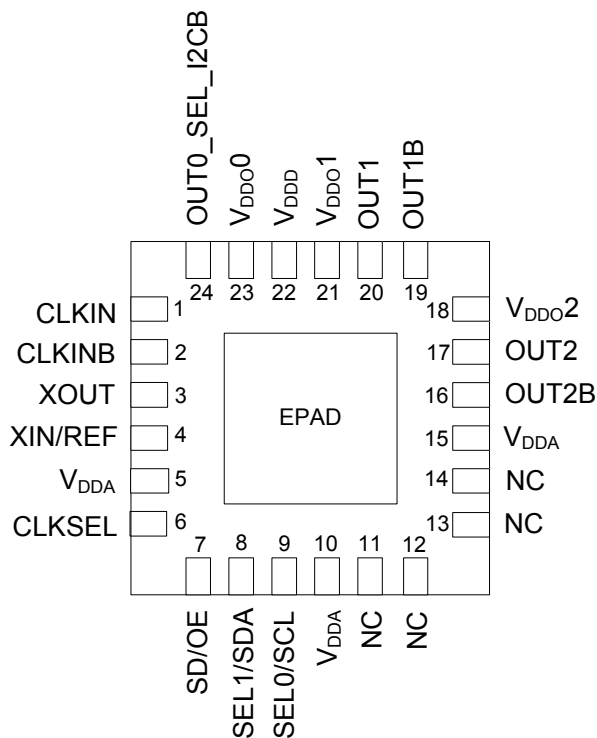 OUT0_SEL_I2CB
VDDO0
VDDD
VDDO1
OUT1
OUT1B
24
23
22
21
20
19
CLKIN 1
CLKINB 2
XOUT 3
XIN/REF 4
VDDA 5
CLKSEL 6
EPAD
18 VDDO2
17 OUT2
16 OUT2B
15 VDDA
14 NC
13 NC
7
8
9
10
11
12
SD/OE
SEL1/SDA
SEL0/SCL
VDDA
NC
NC